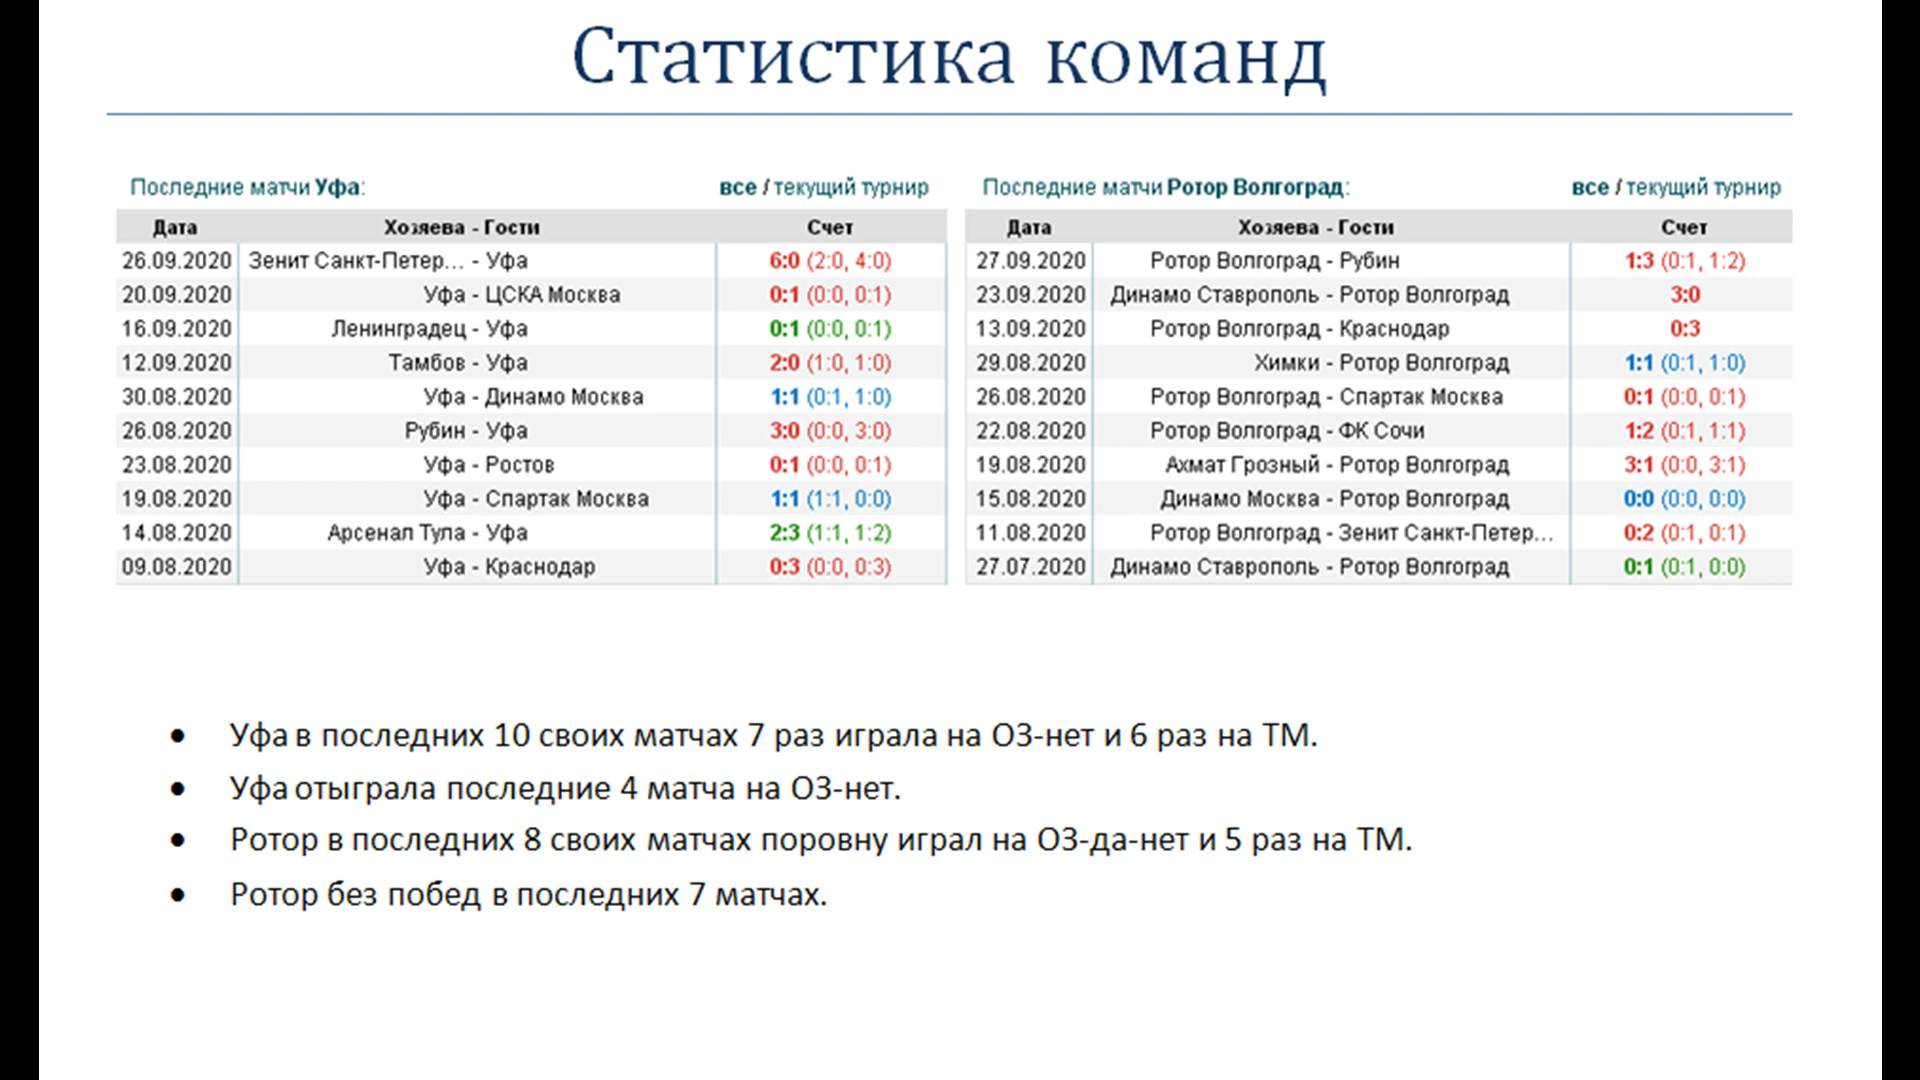 Статистика команд
Последние матчи Уфа: все / текущий турнир
Дата Хозяева - Гости Счет
26.09.2020 Зенит Санкт-Петер... - Уфа 6:0 (2:0, 4:0)
20.09.2020 Уфа - ЦСКА Москва 0:1 (0:0, 0:1)
16.09.2020 Ленинградец - Уфа 0:1 (0:0, 0:1)
12.09.2020 Тамбов - Уфа 2:0 (1:0, 1:0)
30.08.2020 Уфа - Динамо Москва 1:1 (0:1, 1:0)
26.08.2020 Рубин - Уфа 3:0 (0:0, 3:0)
23.08.2020 Уфа - Ростов 0:1 (0:0, 0:1)
19.08.2020 Уфа - Спартак Москва 1:1 (1:1, 0:0)
14.08.2020 Арсенал Тула - Уфа 2:3 (1:1, 1:2)
09.08.2020 Уфа - Краснодар 0:3 (0:0, 0:3)
Последние матчи Ротор Волгоград: все / текущий турнир
Дата Хозяева - Гости Счет
27.09.2020 Ротор Волгоград - Рубин 1:3 (0:1, 1:2)
23.09.2020 Динамо Ставрополь - Ротор Волгоград 3:0
13.09.2020 Ротор Волгоград - Краснодар 0:3
29.08.2020 Химки - Ротор Волгоград 1:1 (0:1, 1:0)
26.08.2020 Ротор Волгоград - Спартак Москва 0:1 (0:0, 0:1)
22.08.2020 Ротор Волгоград - ФК Сочи 1:2 (0:1, 1:1)
19.08.2020 Ахмат Грозный - Ротор Волгоград 3:1 (0:0, 3:1)
15.08.2020 Динамо Москва - Ротор Волгоград 0:0 (0:0, 0:0)
11.08.2020 Ротор Волгоград - Зенит Санкт-Петер... 0:2 (0:1, 0:1)
27.07.2020 Динамо Ставрополь - Ротор Волгоград 0:1 (0:1, 0:0)
• Уфа в последних 10 своих матчах 7 раз играла на ОЗ-нет и 6 раз на ТМ.
• Уфа отыграла последние 4 матча на ОЗ-нет.
• Ротор в последних 8 своих матчах поровну играл на ОЗ-да-нет и 5 раз на ТМ.
• Ротор без побед в последних 7 матчах.